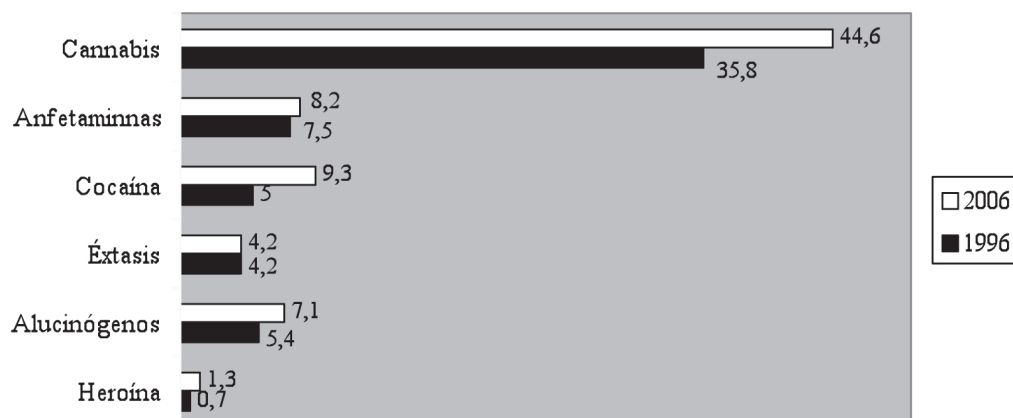 Cannabis
44,6
35,8
Anfetaminnas
8,2
7,5
Cocaína
9,3
5
Éxtasis
4,2
4,2
Alucinógenos
7,1
5,4
Heroína
1,3
0,7
2006
1996